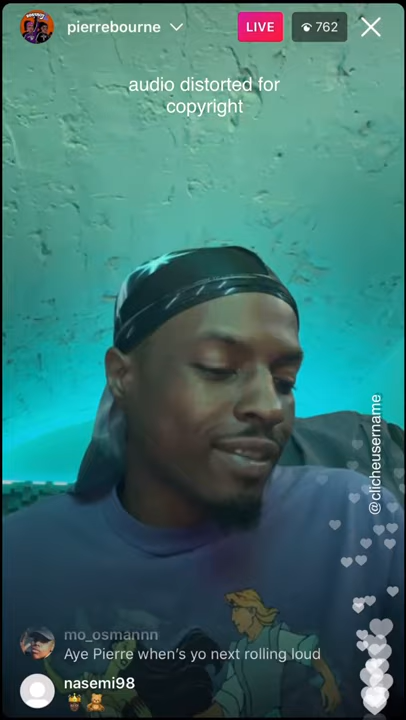 pierrebourne
LIVE
762
audio distorted for
copyright
@clicheusername
mo_osmannn
Aye Pierre when's yo next rolling loud
nasemi98